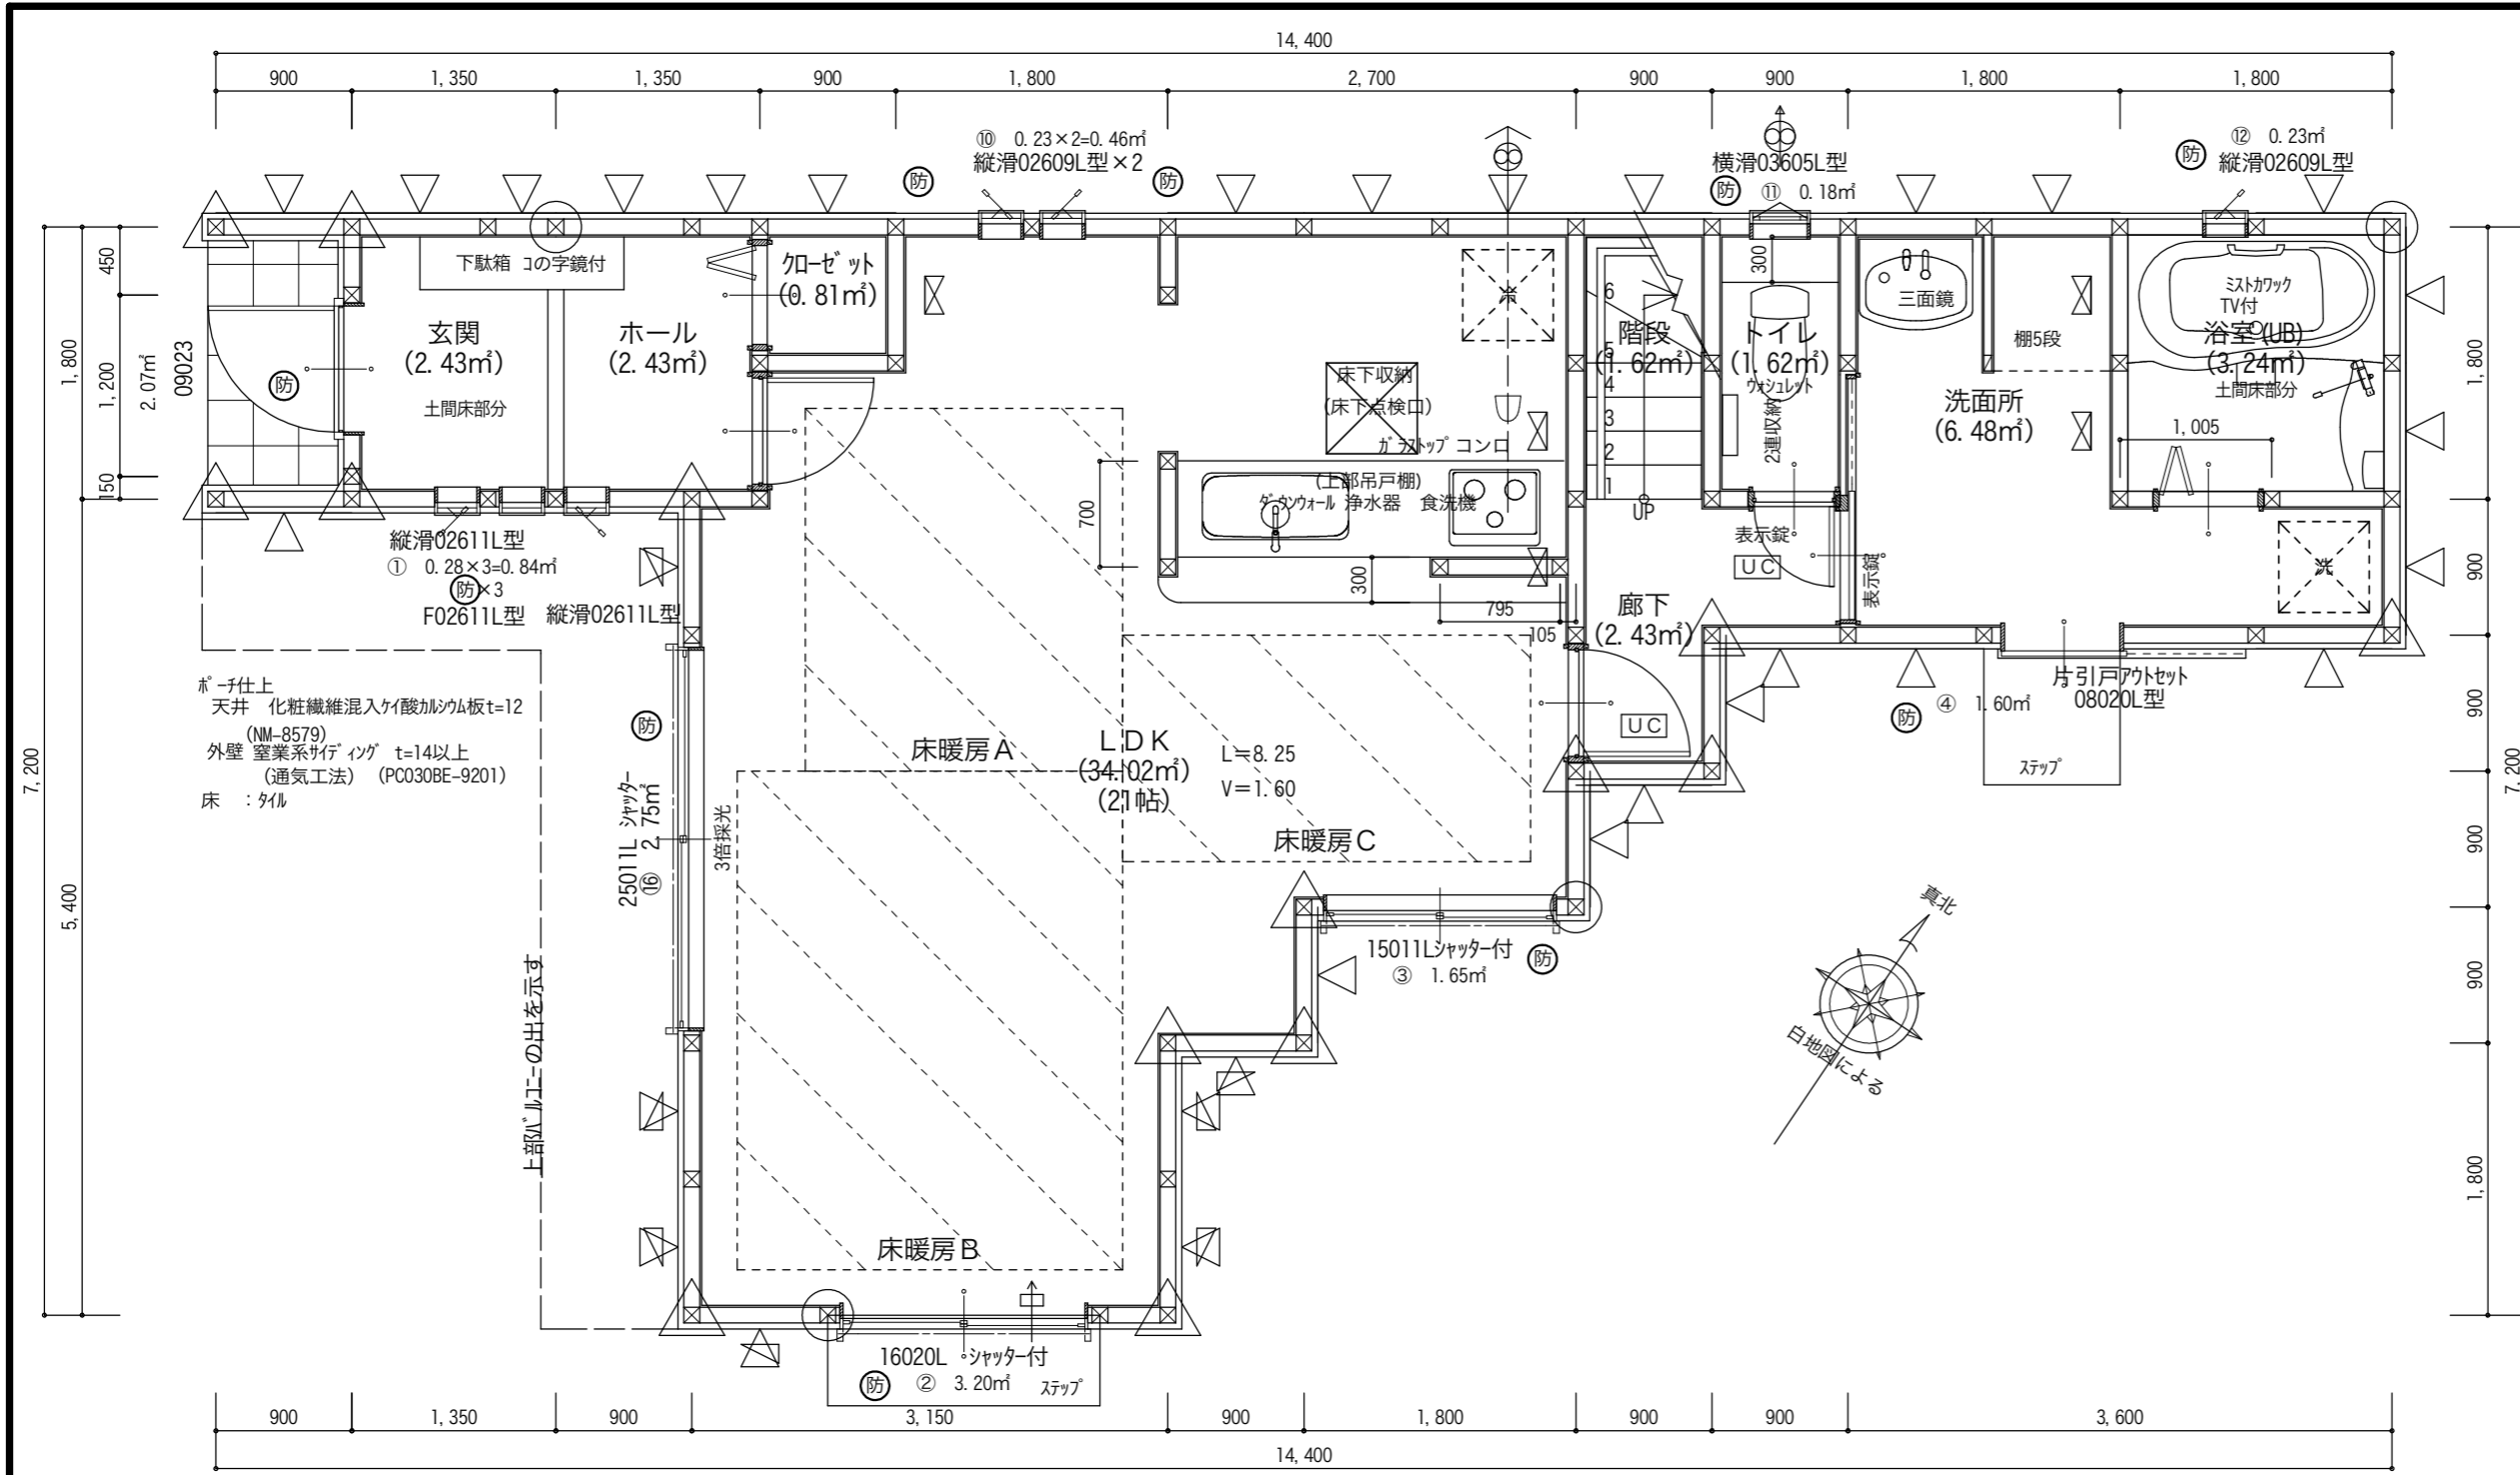 14,400
900
1,350
1,350
900
1,800
2,700
900
900
1,800
1,800
⑩ 0.23×2=0.46㎡
縦滑02609L型×2
防
防
横滑03605L型
防
⑪ 0.18㎡
⑫ 0.23㎡
防
縦滑02609L型
7,200
1,800
5,400
450
1,200
150
2.07㎡
09023
防
下駄箱 コの字鏡付
クローゼット
(0.81㎡)
玄関
(2.43㎡)
土間床部分
ホール
(2.43㎡)
冷
床下収納
(床下点検口)
ガラストップ コンロ
(上部吊戸棚)
ダウンウォール 浄水器 食洗機
700
300
795
105
階段
(1.62㎡)
6
5
4
3
2
1
UP
300
トイレ
(1.62㎡)
ウォシュレット
2連収納
表示錠
UC
表示錠
三面鏡
棚5段
洗面所
(6.48㎡)
ミストカワック
TV付
浴室(UB)
(3.24㎡)
土間床部分
1,005
洗
1,800
900
900
900
900
1,800
7,200
縦滑02611L型
① 0.28×3=0.84㎡
防×3
F02611L型
縦滑02611L型
廊下
(2.43㎡)
UC
片引戸アウトセット
08020L型
防
④ 1.60㎡
ステップ
ポーチ仕上
天井 化粧繊維混入ケイ酸カルシウム板t=12
(NM-8579)
外壁 窒業系サイディング t=14以上
(通気工法) (PC030BE-9201)
床 :タイル
防
25011L シャッター
⑯ 2.75㎡
3倍採光
床暖房A
LDK
(34.02㎡)
(21帖)
L=8.25
V=1.60
床暖房C
床暖房B
上部バルコニーの出を示す
15011Lシャッター付
③ 1.65㎡
防
真北
白地図による
16020L シャッター付
防
② 3.20㎡
ステップ
900
1,350
900
3,150
900
1,800
900
900
3,600
14,400